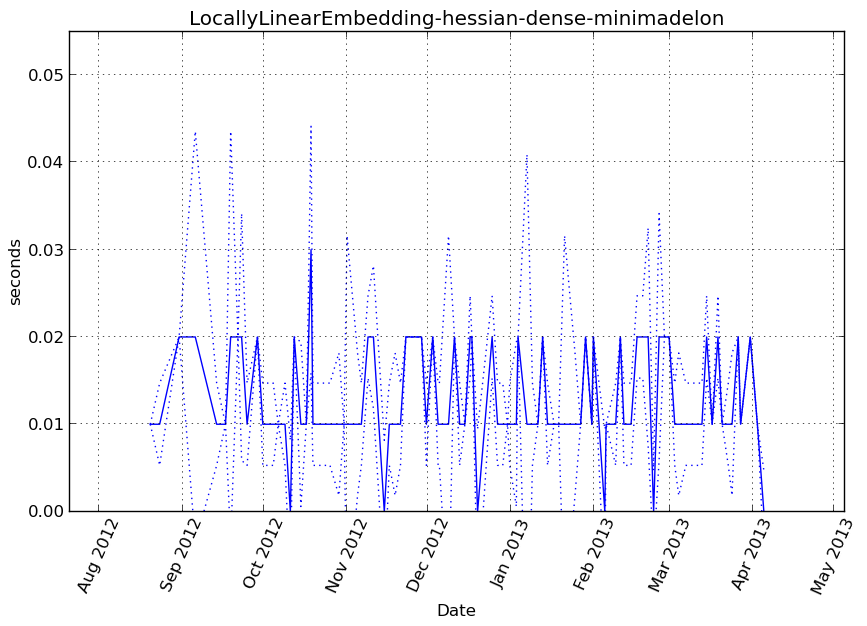 LocallyLinearEmbedding-hessian-dense-minimadelon
0.05
0.04
0.03
0.02
0.01
0.00
seconds
Aug 2012
Sep 2012
Oct 2012
Nov 2012
Dec 2012
Jan 2013
Feb 2013
Mar 2013
Apr 2013
May 2013
Date